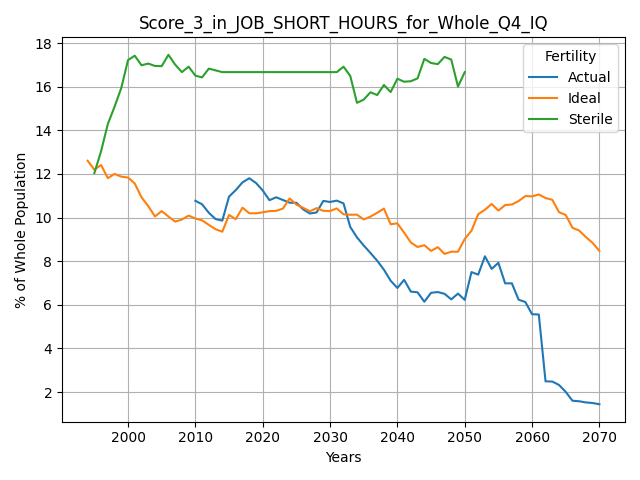 Score_3_in_JOB_SHORT_HOURS_for_Whole_Q4_IQ
% of Whole Population
18
16
14
12
10
8
6
4
2
Fertility
Actual
Ideal
Sterile
2000 2010 2020 2030 2040 2050 2060 2070
Years